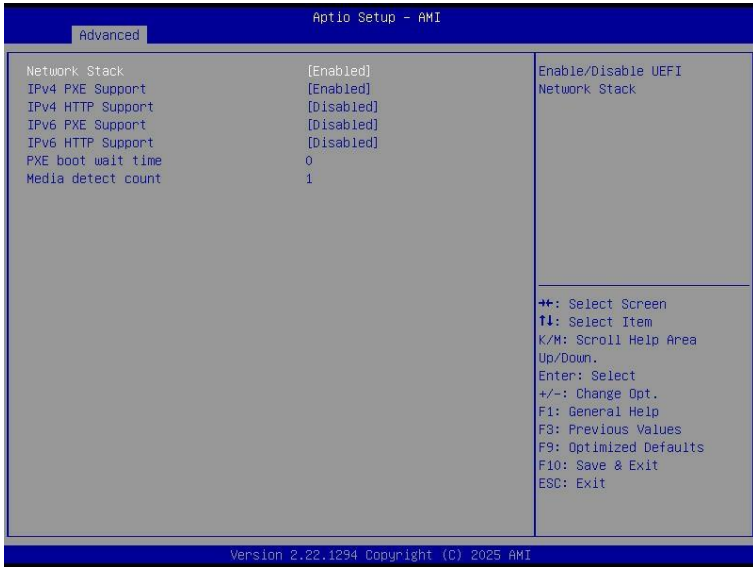 Aptio Setup - AMI
Advanced
Network Stack [Enabled]
IPv4 PXE Support [Enabled]
IPv4 HTTP Support [Disabled]
IPv6 PXE Support [Disabled]
IPv6 HTTP Support [Disabled]
PXE boot wait time 0
Media detect count 1
Enable/Disable UEFI
Network Stack
→←: Select Screen
↑↓: Select Item
K/M: Scroll Help Area
Up/Down.
Enter: Select
+/-: Change Opt.
F1: General Help
F3: Previous Values
F9: Optimized Defaults
F10: Save & Exit
ESC: Exit
Version 2.22.1294 Copyright (C) 2025 AMI